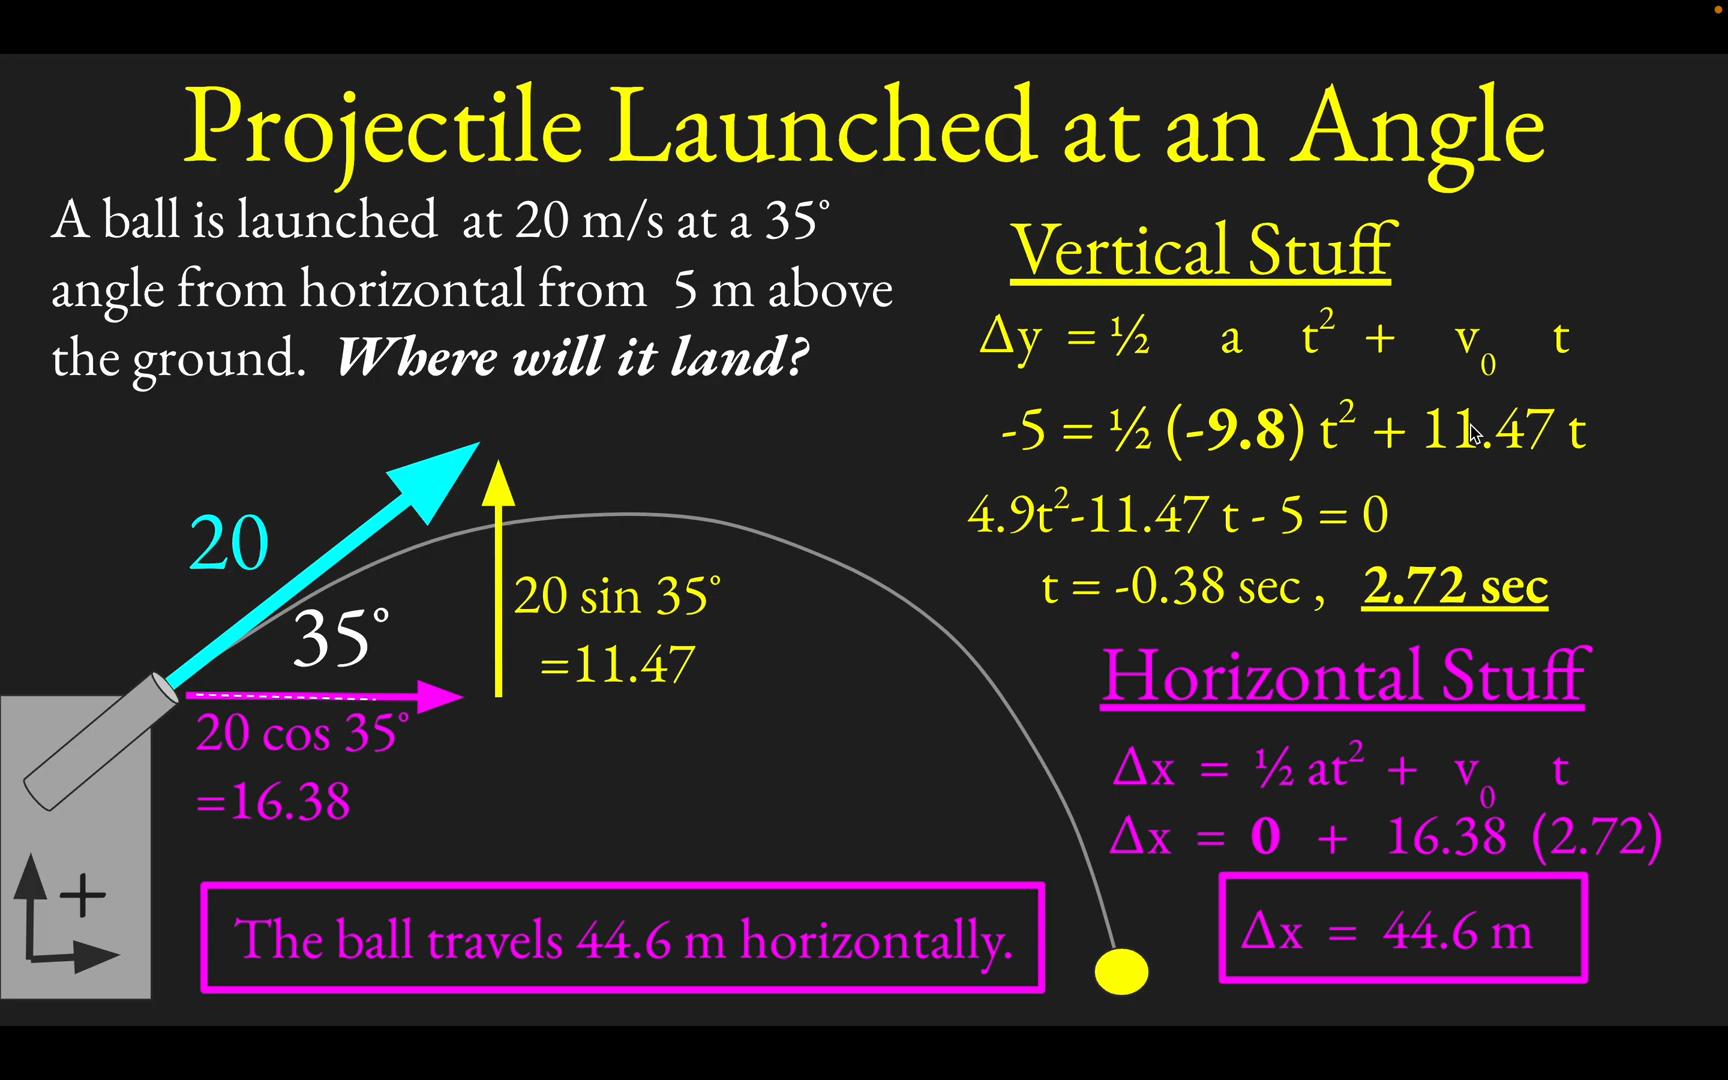 Projectile Launched at an Angle
A ball is launched at 20 m/s at a 35°
angle from horizontal from 5 m above
the ground. Where will it land?
20
35°
20 sin 35°
=11.47
20 cos 35°
=16.38
+
The ball travels 44.6 m horizontally.
Vertical Stuff
Δy = ½ a t² + v₀ t
-5 = ½ (-9.8) t² + 11.47 t
4.9t²-11.47 t - 5 = 0
t = -0.38 sec , 2.72 sec
Horizontal Stuff
Δx = ½ at² + v₀ t
Δx = 0 + 16.38 (2.72)
Δx = 44.6 m